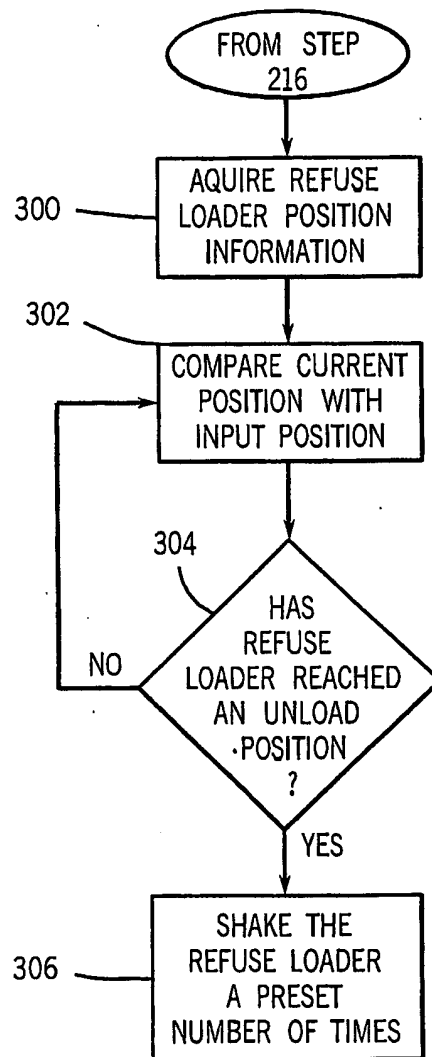 FROM STEP
216
300
AQUIRE REFUSE
LOADER POSITION
INFORMATION
302
COMPARE CURRENT
POSITION WITH
INPUT POSITION
304
HAS
REFUSE
LOADER REACHED
AN UNLOAD
POSITION
?
NO
YES
306
SHAKE THE
REFUSE LOADER
A PRESET
NUMBER OF TIMES